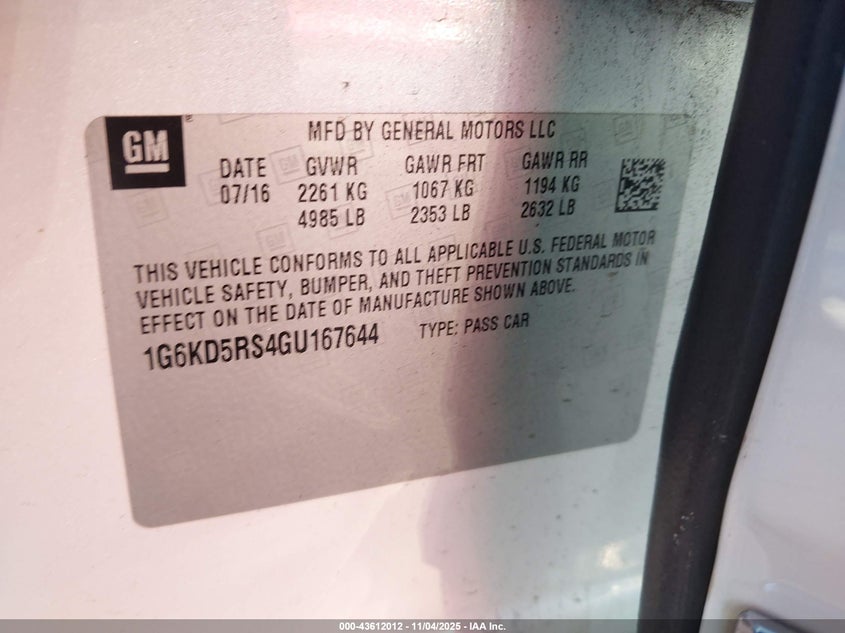 GM
MFD BY GENERAL MOTORS LLC
DATE GVWR GAWR FRT GAWR RR
07/16 2261 KG 1067 KG 1194 KG
4985 LB 2353 LB 2632 LB
THIS VEHICLE CONFORMS TO ALL APPLICABLE U.S. FEDERAL MOTOR
VEHICLE SAFETY, BUMPER, AND THEFT PREVENTION STANDARDS IN
EFFECT ON THE DATE OF MANUFACTURE SHOWN ABOVE.
1G6KD5RS4GU167644 TYPE: PASS CAR
000-43612012 - 11/04/2025 - IAA Inc.